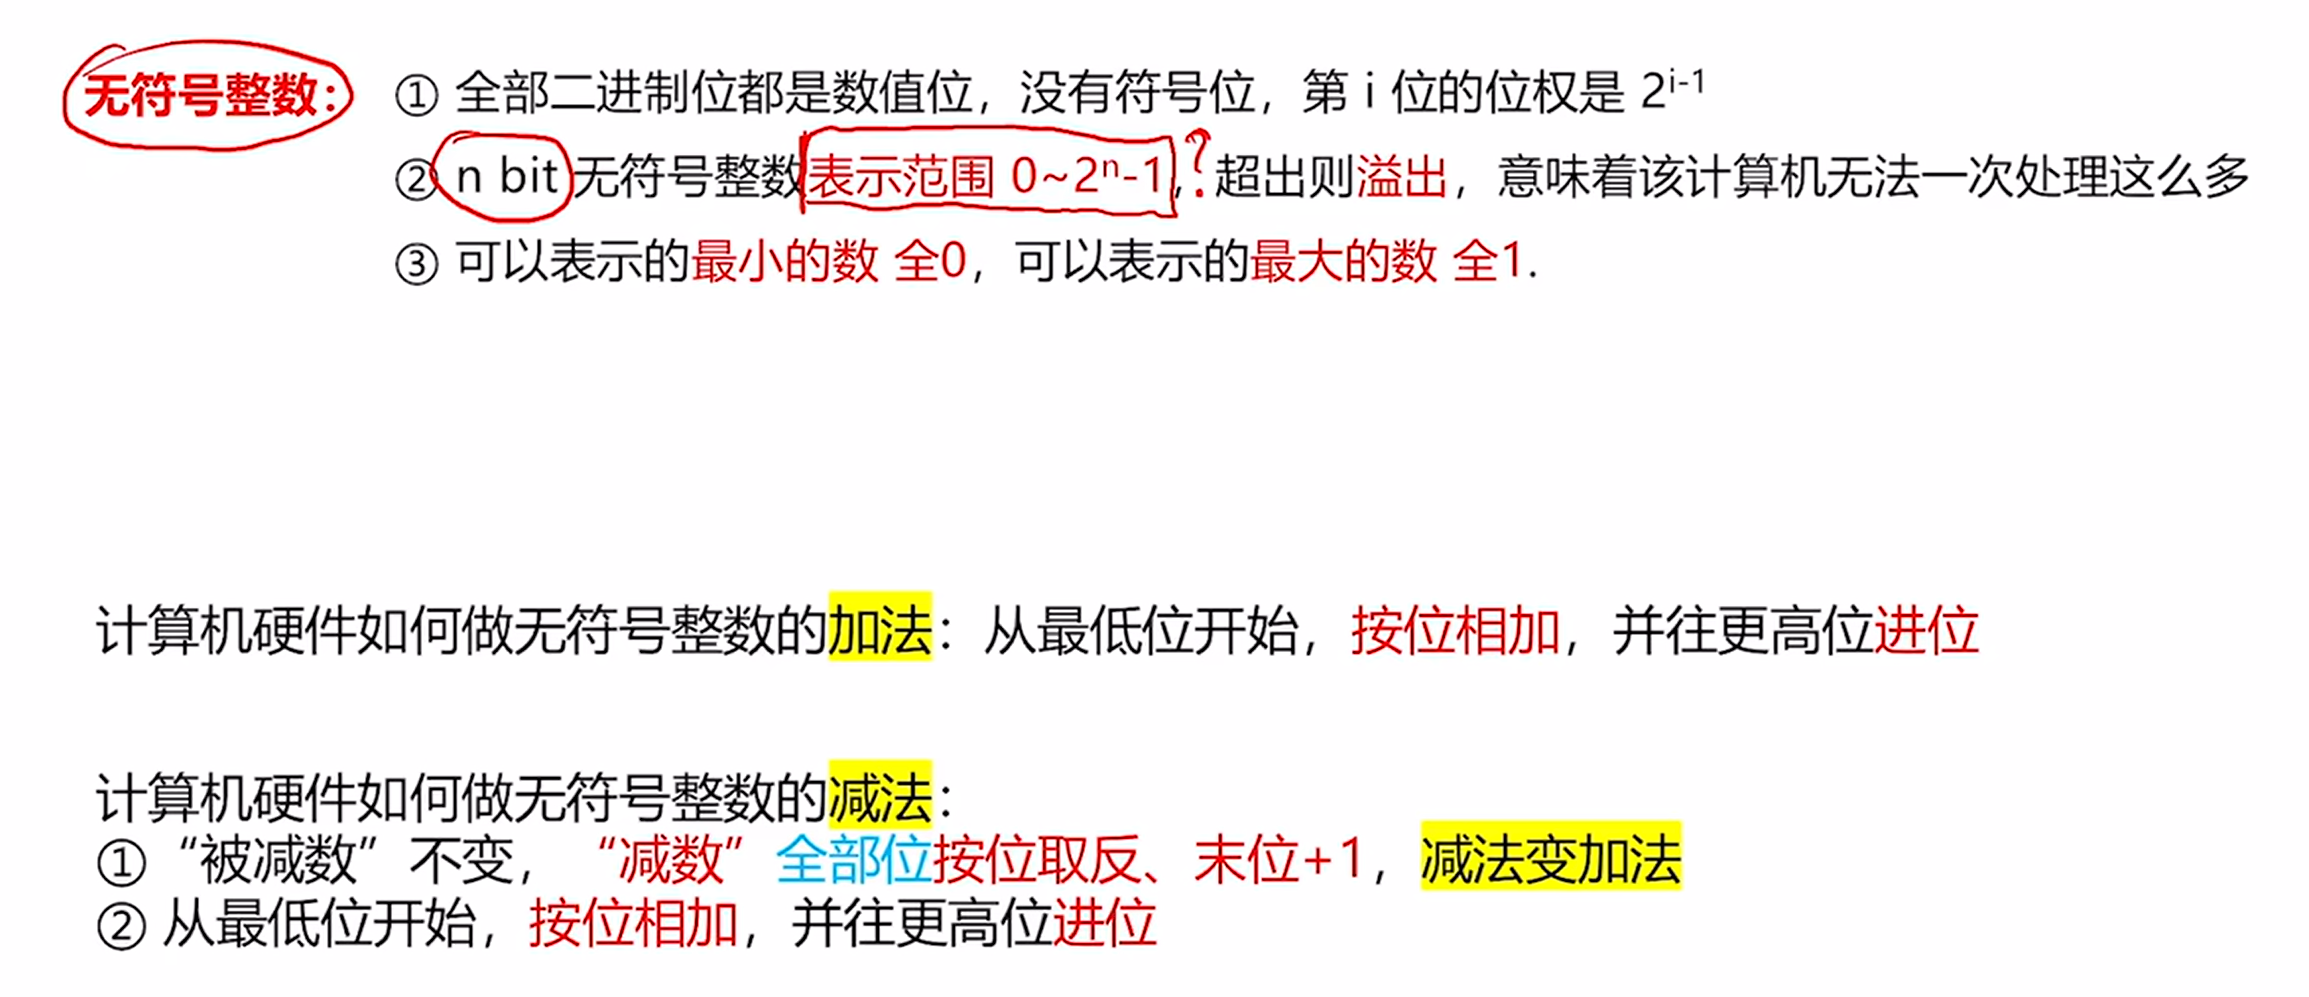 无符号整数：① 全部二进制位都是数值位，没有符号位，第 i 位的位权是 2ⁱ⁻¹
② n bit 无符号整数表示范围 0~2ⁿ-1，? 超出则溢出，意味着该计算机无法一次处理这么多
③ 可以表示的最小的数 全0，可以表示的最大的数 全1.
计算机硬件如何做无符号整数的加法：从最低位开始，按位相加，并往更高位进位
计算机硬件如何做无符号整数的减法：
①“被减数”不变，“减数”全部位按位取反、末位+1，减法变加法
② 从最低位开始，按位相加，并往更高位进位